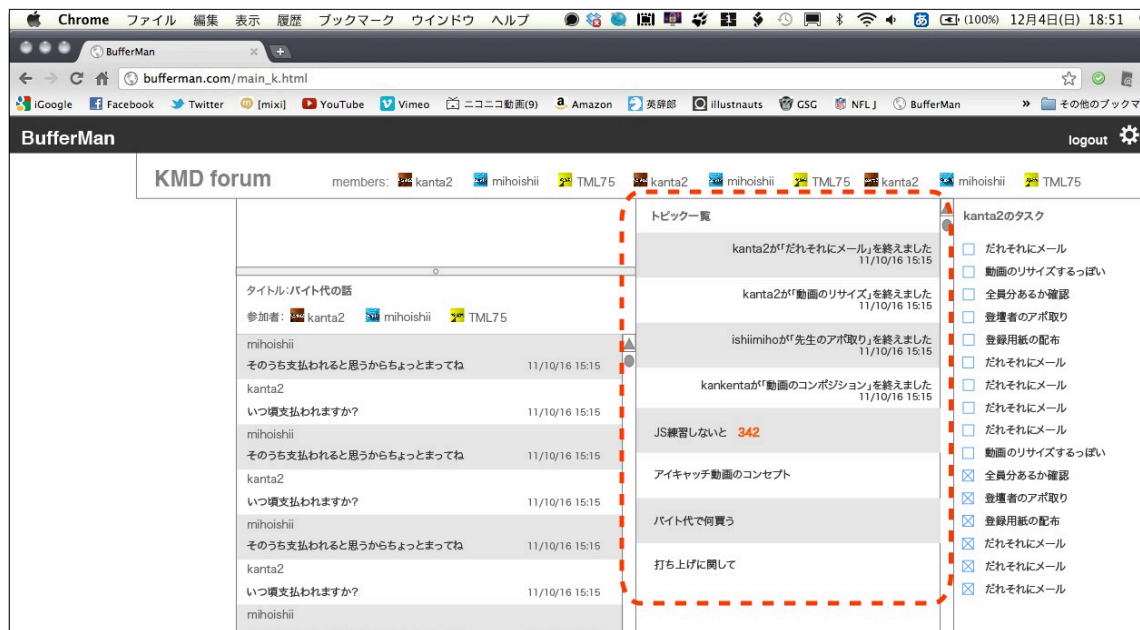 Chrome ファイル 編集 表示 履歴 ブックマーク ウインドウ ヘルプ (100%) 12月4日(日) 18:51
BufferMan
bufferman.com/main_k.html
iGoogle Facebook Twitter [mixi] YouTube Vimeo ニコニコ動画(9) Amazon 英辞郎 illustnauts GSG NFL J BufferMan » その他のブックマ
BufferMan logout
KMD forum members: kanta2 mihoishii TML75 kanta2 mihoishii TML75 kanta2 mihoishii TML75
タイトル:バイト代の話
参加者: kanta2 mihoishii TML75
mihoishii
そのうち支払われると思うからちょっとまってね 11/10/16 15:15
kanta2
いつ頃支払われますか? 11/10/16 15:15
mihoishii
そのうち支払われると思うからちょっとまってね 11/10/16 15:15
kanta2
いつ頃支払われますか? 11/10/16 15:15
mihoishii
そのうち支払われると思うからちょっとまってね 11/10/16 15:15
kanta2
いつ頃支払われますか? 11/10/16 15:15
mihoishii
トピック一覧
kanta2が「だれそれにメール」を終えました
11/10/16 15:15
kanta2が「動画のリサイズ」を終えました
11/10/16 15:15
ishiimihoが「先生のアポ取り」を終えました
11/10/16 15:15
kankentaが「動画のコンポジション」を終えました
11/10/16 15:15
JS練習しないと 342
アイキャッチ動画のコンセプト
バイト代で何買う
打ち上げに関して
kanta2のタスク
だれそれにメール
動画のリサイズするっぽい
全員分あるか確認
登壇者のアポ取り
登録用紙の配布
だれそれにメール
だれそれにメール
だれそれにメール
だれそれにメール
動画のリサイズするっぽい
全員分あるか確認
登壇者のアポ取り
登録用紙の配布
だれそれにメール
だれそれにメール
だれそれにメール